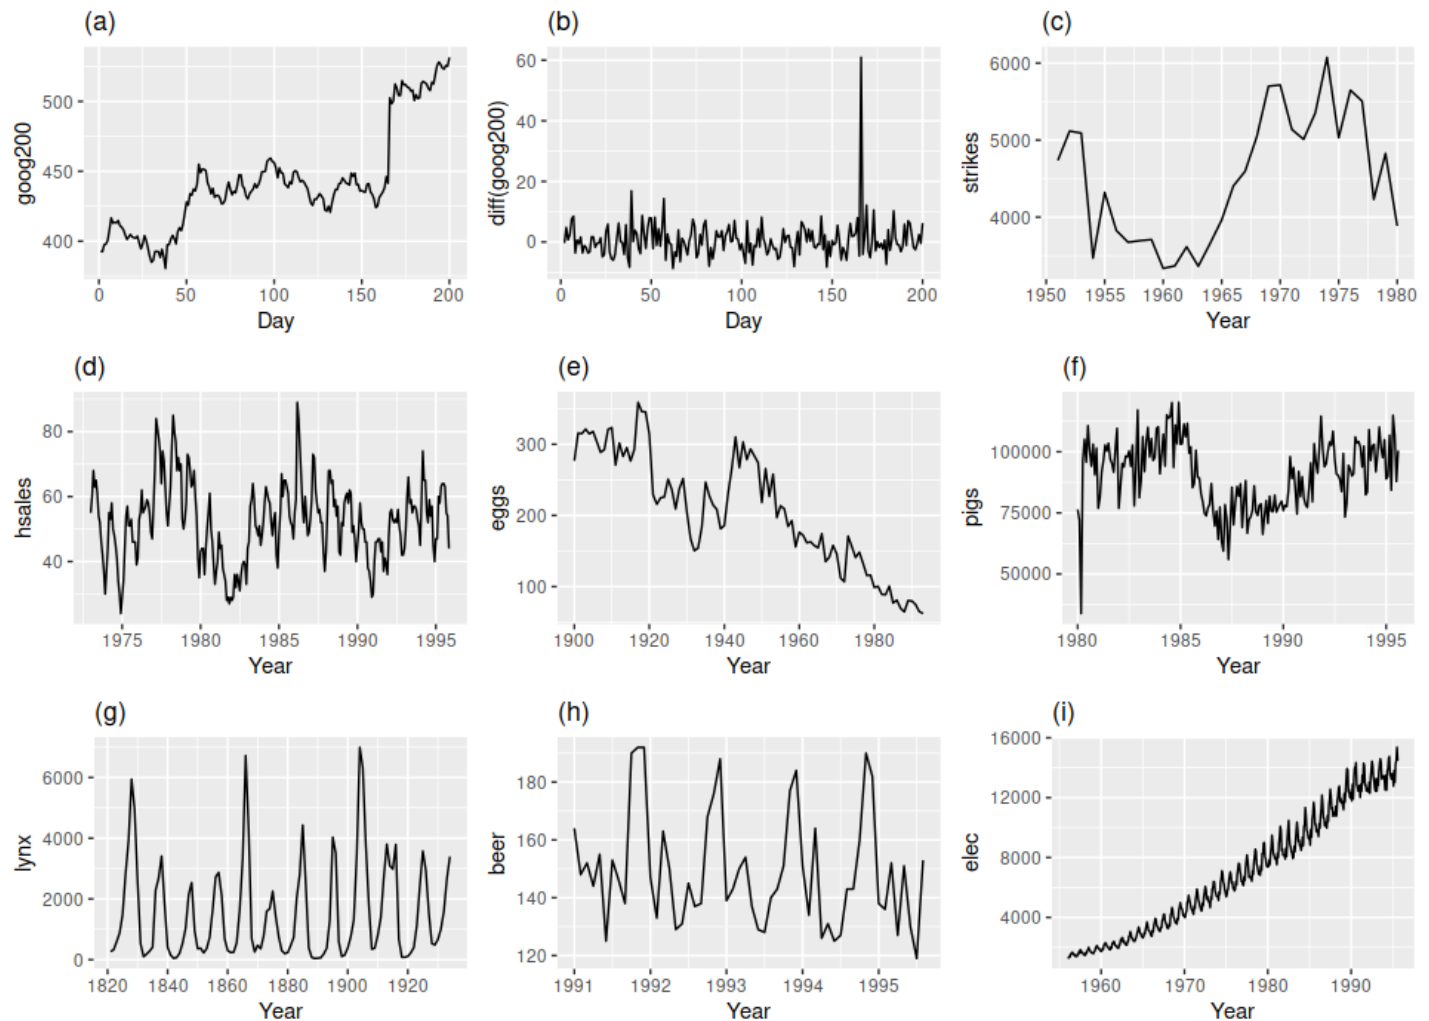 (a)
goog200
500
450
400
0 50 100 150 200
Day
(b)
diff(goog200)
60
40
20
0
0 50 100 150 200
Day
(c)
strikes
6000
5000
4000
1950 1955 1960 1965 1970 1975 1980
Year
(d)
hsales
80
60
40
1975 1980 1985 1990 1995
Year
(e)
eggs
300
200
100
1900 1920 1940 1960 1980
Year
(f)
pigs
100000
75000
50000
1980 1985 1990 1995
Year
(g)
lynx
6000
4000
2000
0
1820 1840 1860 1880 1900 1920
Year
(h)
beer
180
160
140
120
1991 1992 1993 1994 1995
Year
(i)
elec
16000
12000
8000
4000
1960 1970 1980 1990
Year